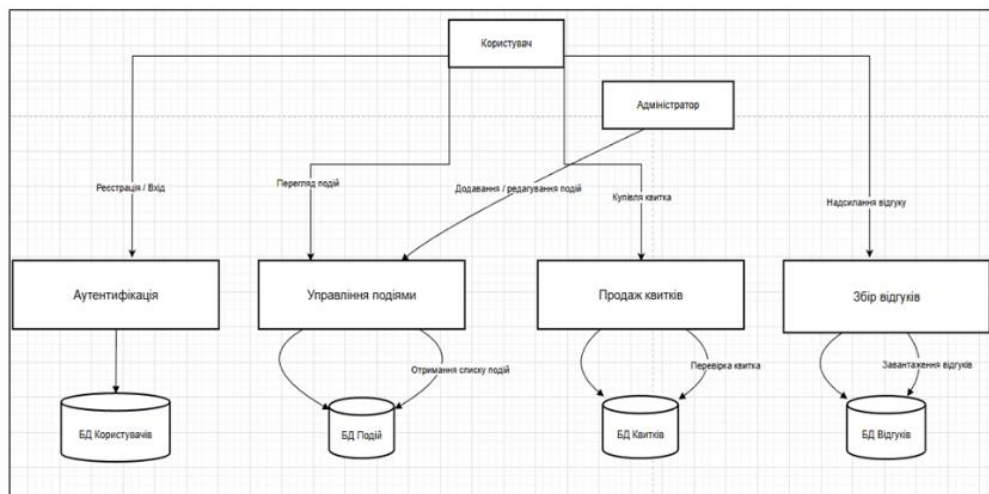 Користувач
Адміністратор
Реєстрація / Вхід
Перегляд подій
Додавання / редагування подій
Купівля квитка
Надсилання відгуку
Аутентифікація
Управління подіями
Продаж квитків
Збір відгуків
Отримання списку подій
Перевірка квитка
Завантаження відгуків
БД Користувачів
БД Подій
БД Квитків
БД Відгуків